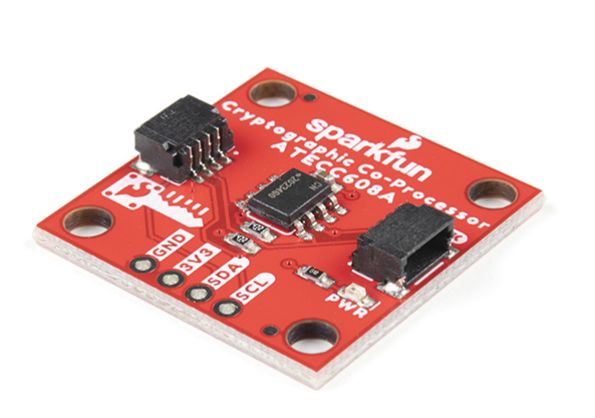 sparkfun
Cryptographic Co-Processor
ATECC608A
GND
3V3
SDA
SCL
PWR